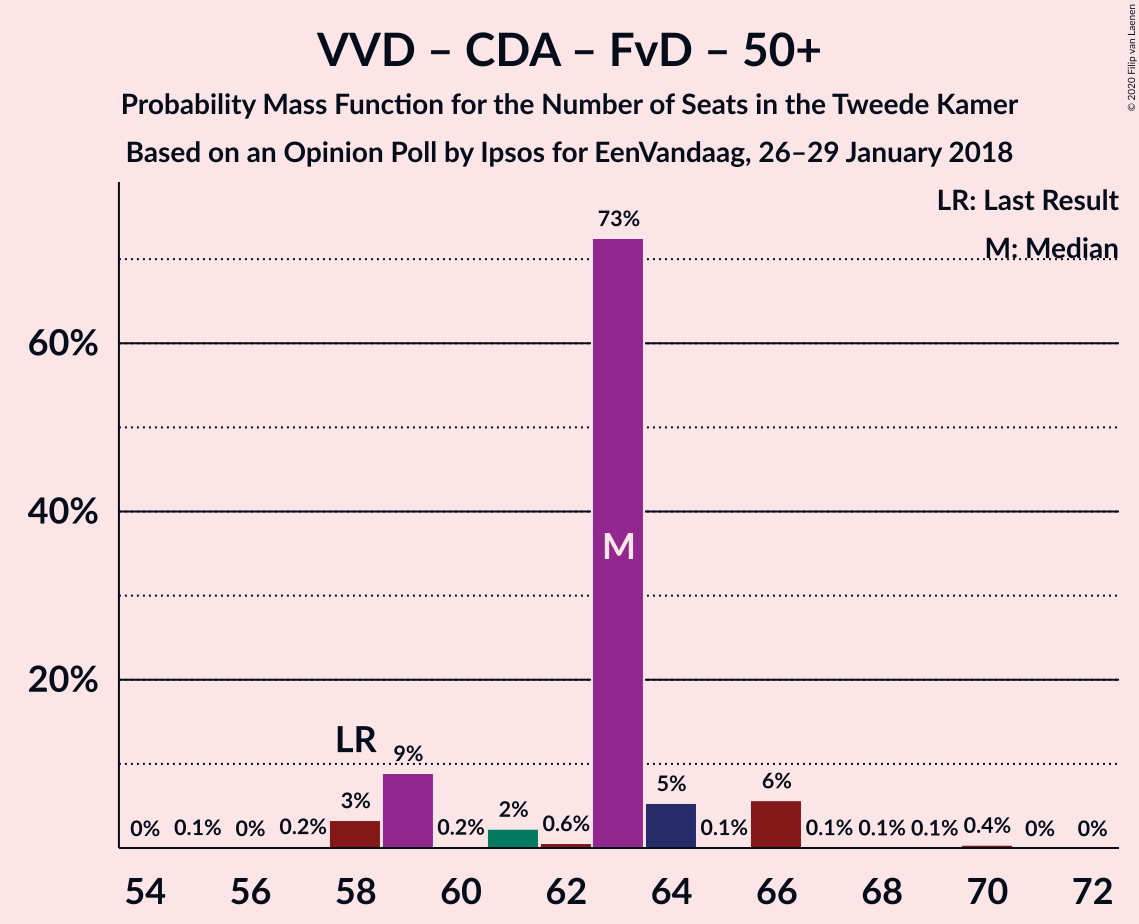 VVD – CDA – FvD – 50+
Probability Mass Function for the Number of Seats in the Tweede Kamer
Based on an Opinion Poll by Ipsos for EenVandaag, 26–29 January 2018
© 2020 Filip van Laenen
LR: Last Result
M: Median
60%
40%
20%
0% 0.1% 0% 0.2% 3% 9% 0.2% 2% 0.6% 73% 5% 0.1% 6% 0.1% 0.1% 0.1% 0.4% 0% 0%
LR
M
54 56 58 60 62 64 66 68 70 72